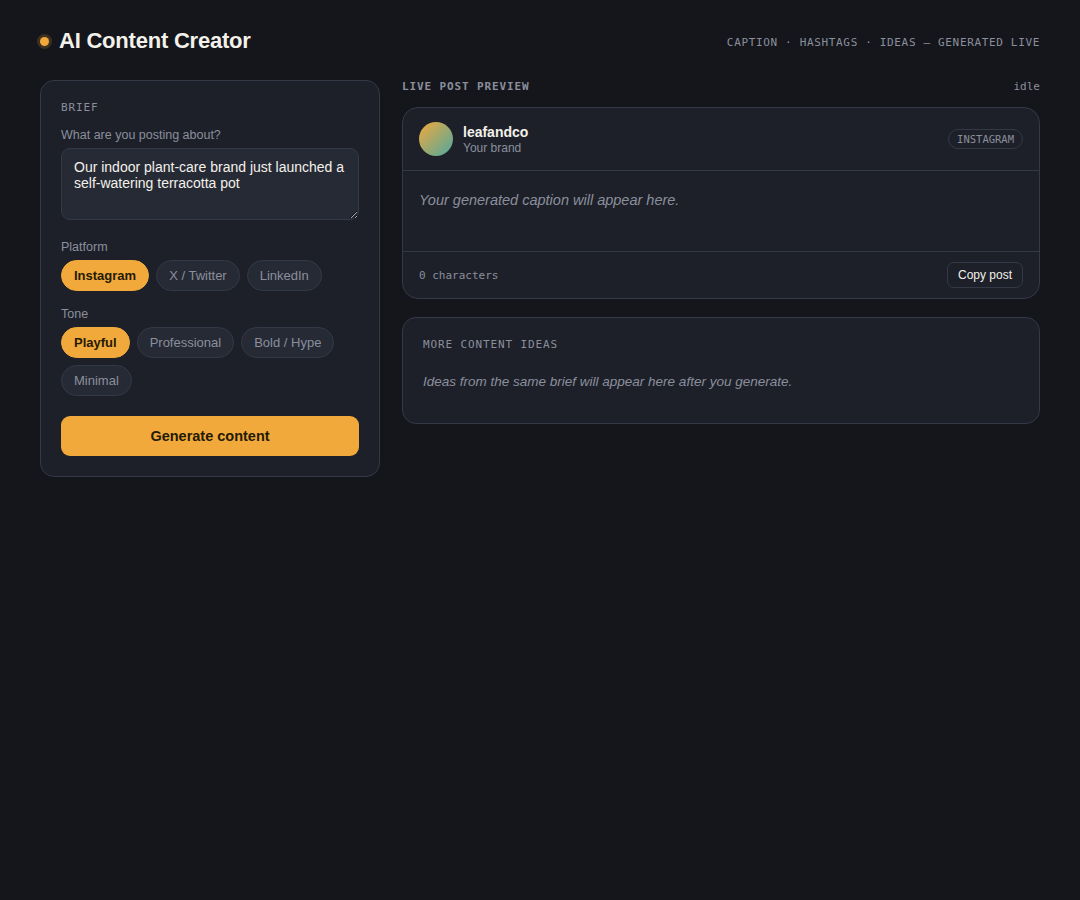 AI Content Creator
CAPTION · HASHTAGS · IDEAS — GENERATED LIVE
BRIEF
What are you posting about?
Our indoor plant-care brand just launched a
self-watering terracotta pot
Platform
Instagram
X / Twitter
LinkedIn
Tone
Playful
Professional
Bold / Hype
Minimal
Generate content
LIVE POST PREVIEW
idle
leafandco
Your brand
INSTAGRAM
Your generated caption will appear here.
0 characters
Copy post
MORE CONTENT IDEAS
Ideas from the same brief will appear here after you generate.